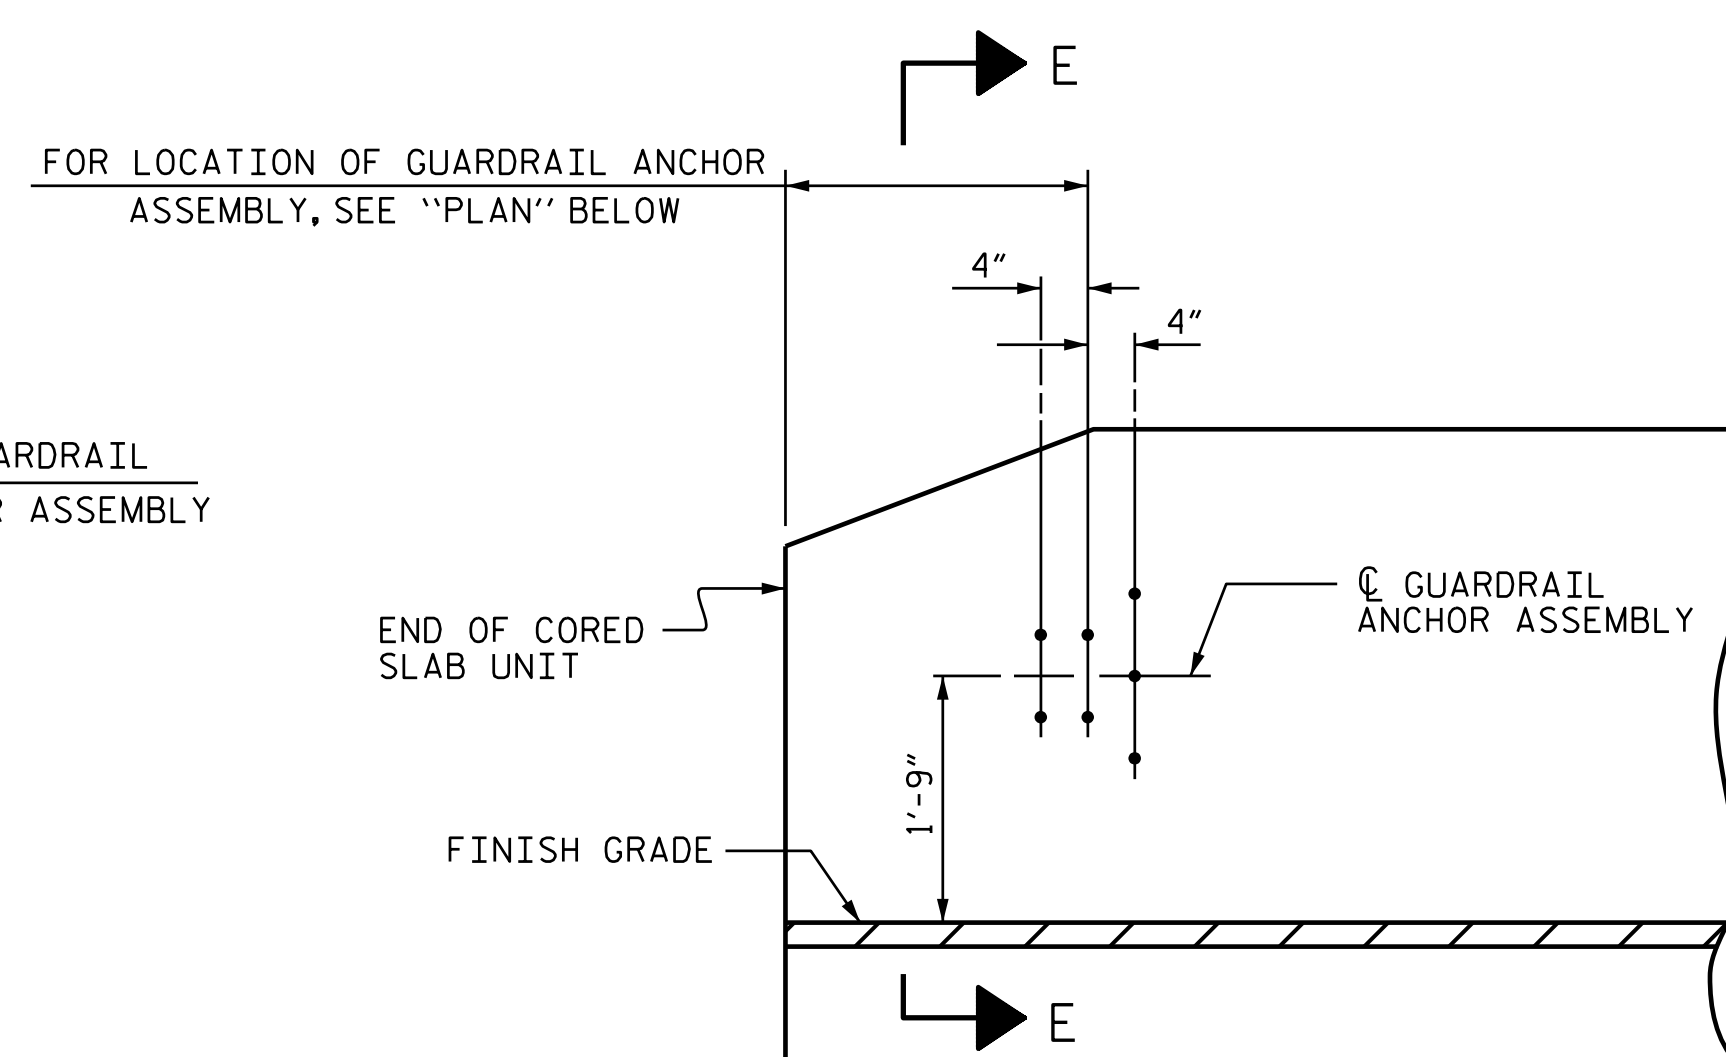 E
FOR LOCATION OF GUARDRAIL ANCHOR
ASSEMBLY, SEE "PLAN" BELOW
4"
4"
ARDRAIL
R ASSEMBLY
℄ GUARDRAIL
ANCHOR ASSEMBLY
END OF CORED
SLAB UNIT
1'-9"
FINISH GRADE
E